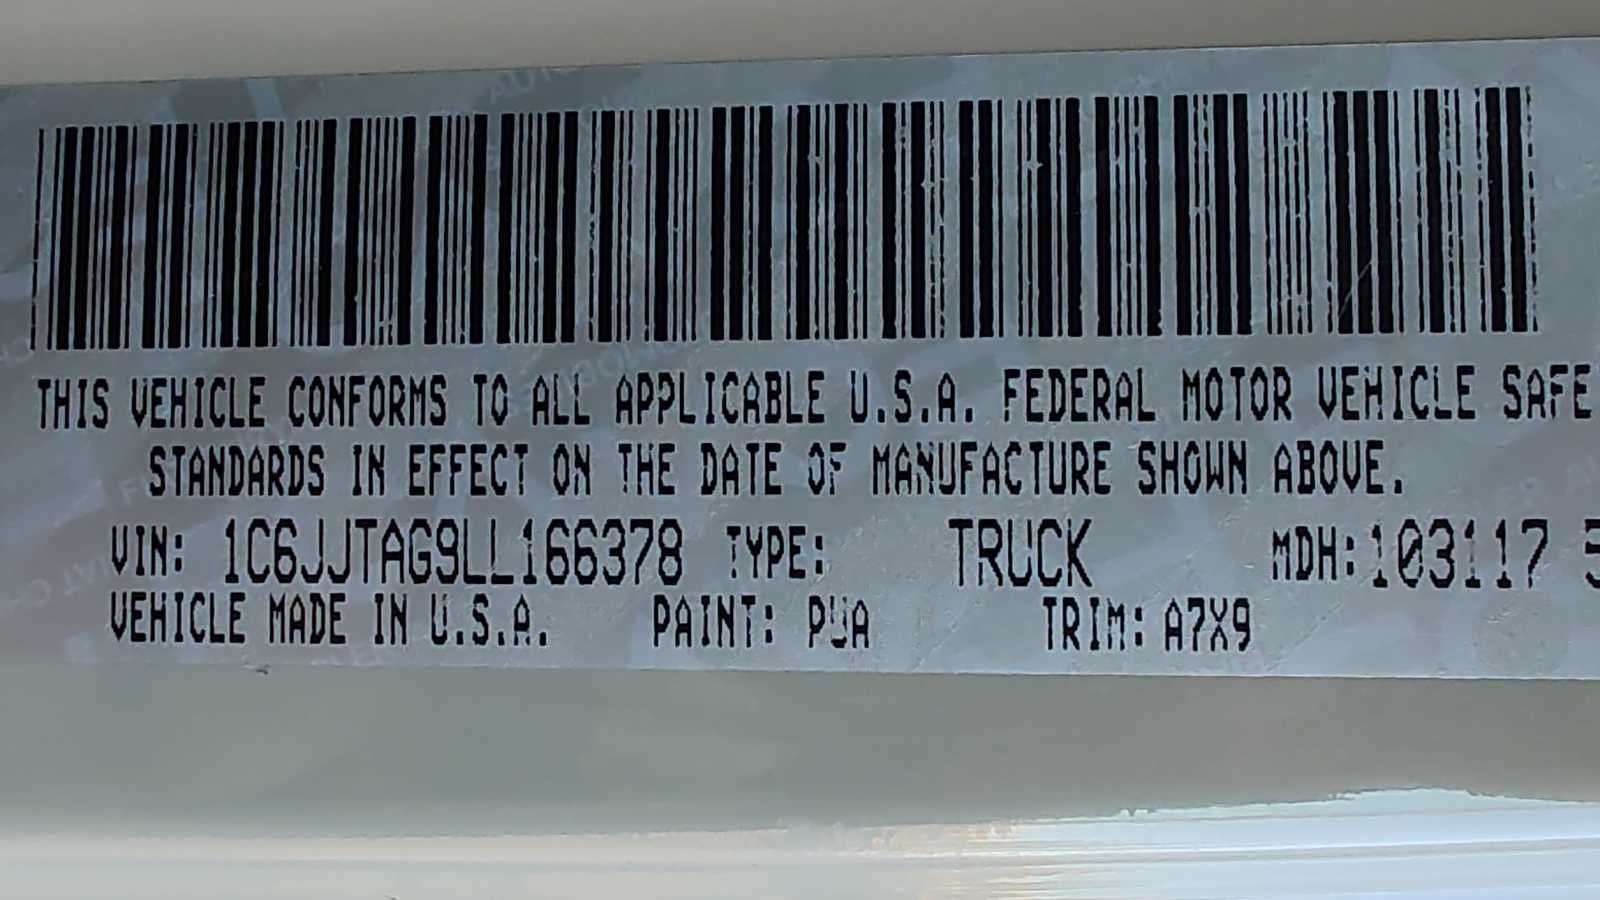 THIS VEHICLE CONFORMS TO ALL APPLICABLE U.S.A. FEDERAL MOTOR VEHICLE SAFE
STANDARDS IN EFFECT ON THE DATE OF MANUFACTURE SHOWN ABOVE.
VIN: 1C6JJTAG9LL166378 TYPE: TRUCK MDH: 103117
VEHICLE MADE IN U.S.A. PAINT: PUA TRIM: A7X9